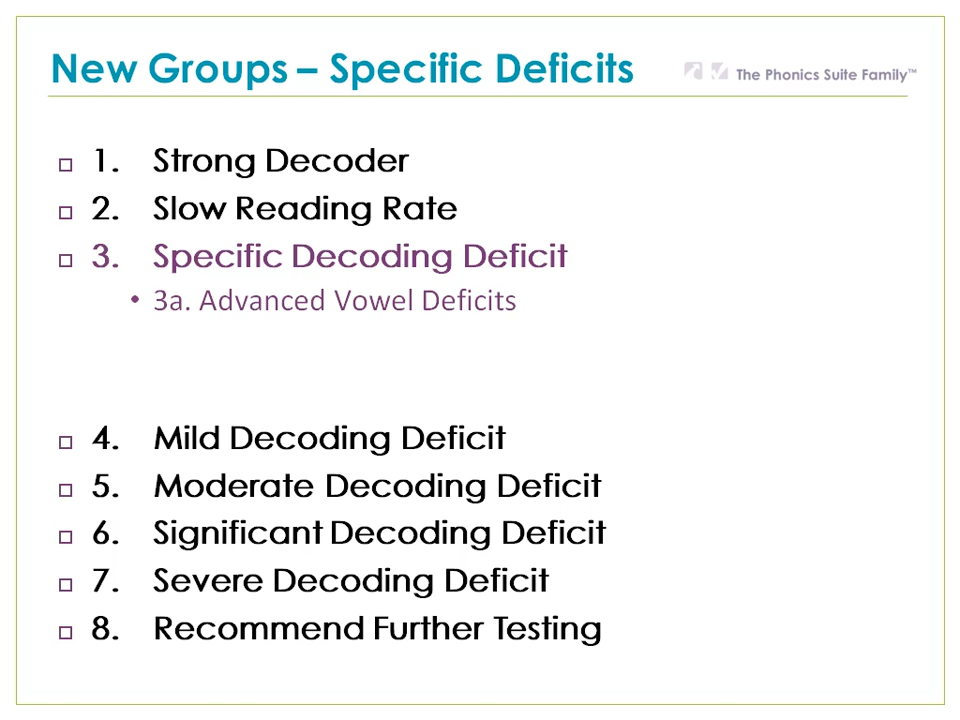 New Groups – Specific Deficits
The Phonics Suite Family™
1. Strong Decoder
2. Slow Reading Rate
3. Specific Decoding Deficit
• 3a. Advanced Vowel Deficits
4. Mild Decoding Deficit
5. Moderate Decoding Deficit
6. Significant Decoding Deficit
7. Severe Decoding Deficit
8. Recommend Further Testing